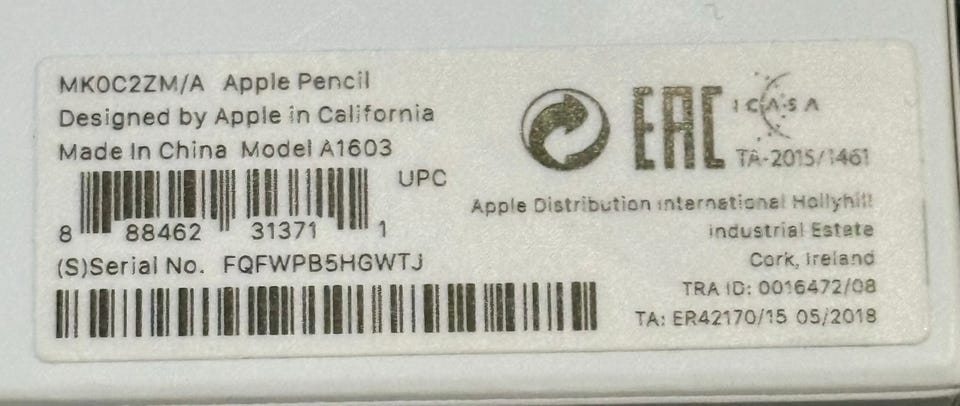 MK0C2ZM/A Apple Pencil
Designed by Apple in California
Made In China Model A1603
UPC
8 88462 31371 1
(S)Serial No. FQFWPB5HGWTJ
EAC
ICASA
TA-2015/1461
Apple Distribution International Hollyhill
Industrial Estate
Cork, Ireland
TRA ID: 0016472/08
TA: ER42170/15 05/2018